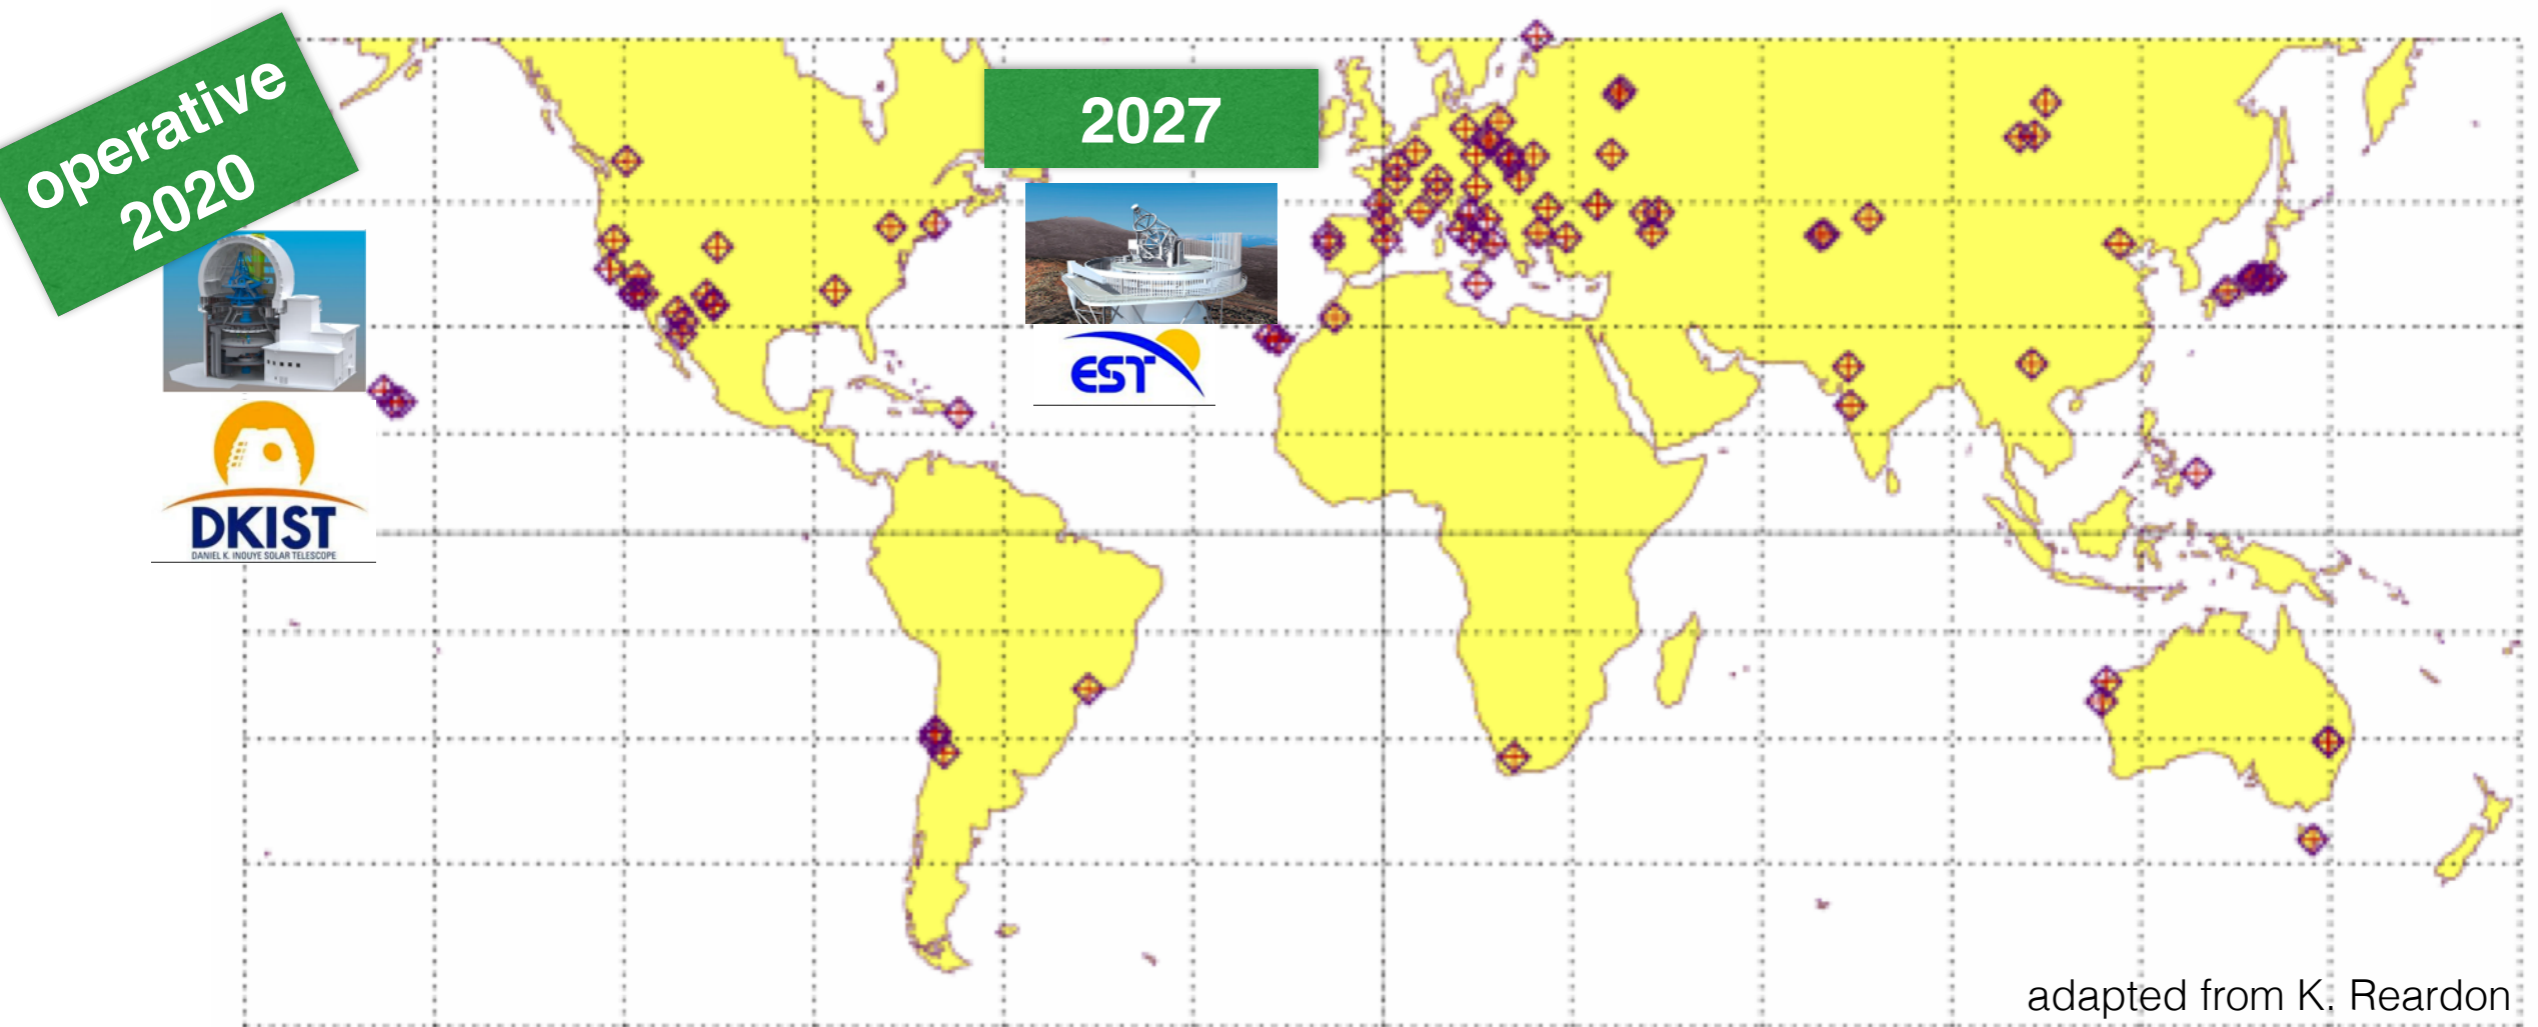 operative
2020
2027
EST
DKIST
DANIEL K. INOUYE SOLAR TELESCOPE
adapted from K. Reardon